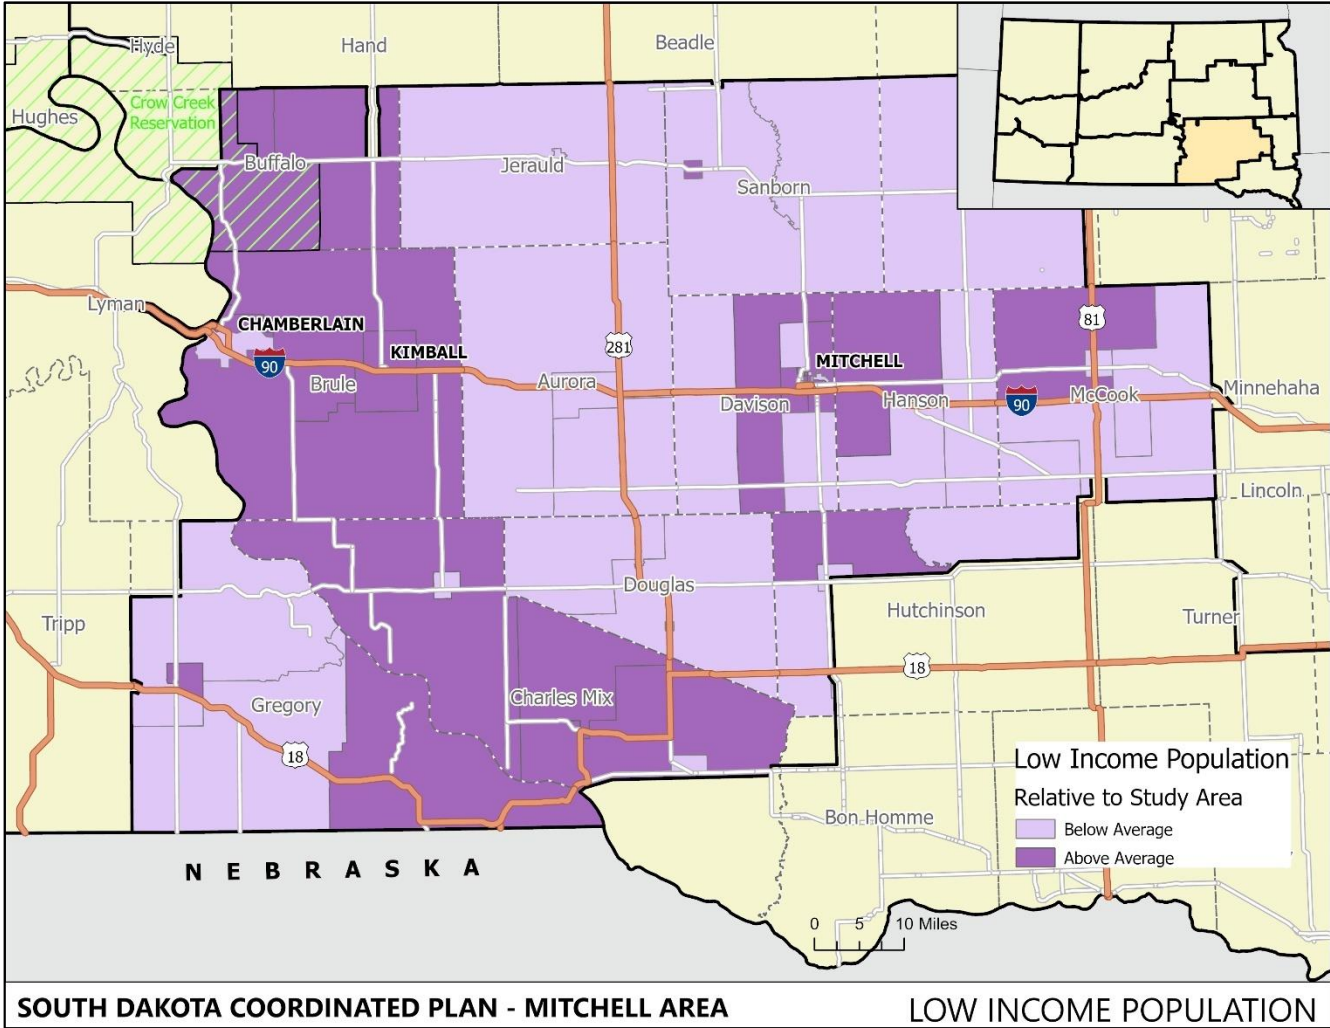 Hyde
Hand
Beadle
Hughes
Crow Creek
Reservation
Buffalo
Jerauld
Sanborn
Lyman
CHAMBERLAIN
90
KIMBALL
Brule
281
Aurora
MITCHELL
Davison
Hanson
90
81
McCook
Minnehaha
Lincoln
Douglas
Hutchinson
Turner
Tripp
Gregory
18
Charles Mix
18
Bon Homme
NEBRASKA
Low Income Population
Relative to Study Area
Below Average
Above Average
0 5 10 Miles
SOUTH DAKOTA COORDINATED PLAN - MITCHELL AREA
LOW INCOME POPULATION